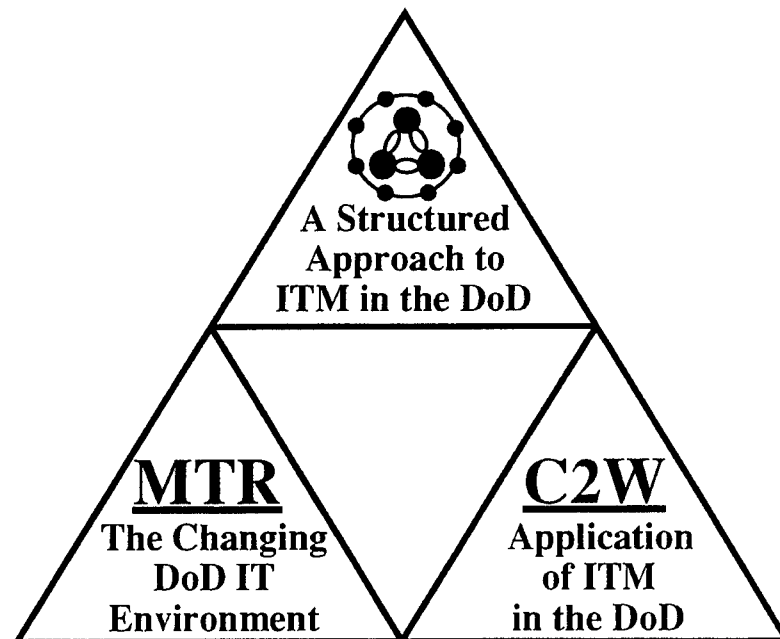 A Structured
Approach to
ITM in the DoD
MTR
The Changing
DoD IT
Environment
C2W
Application
of ITM
in the DoD